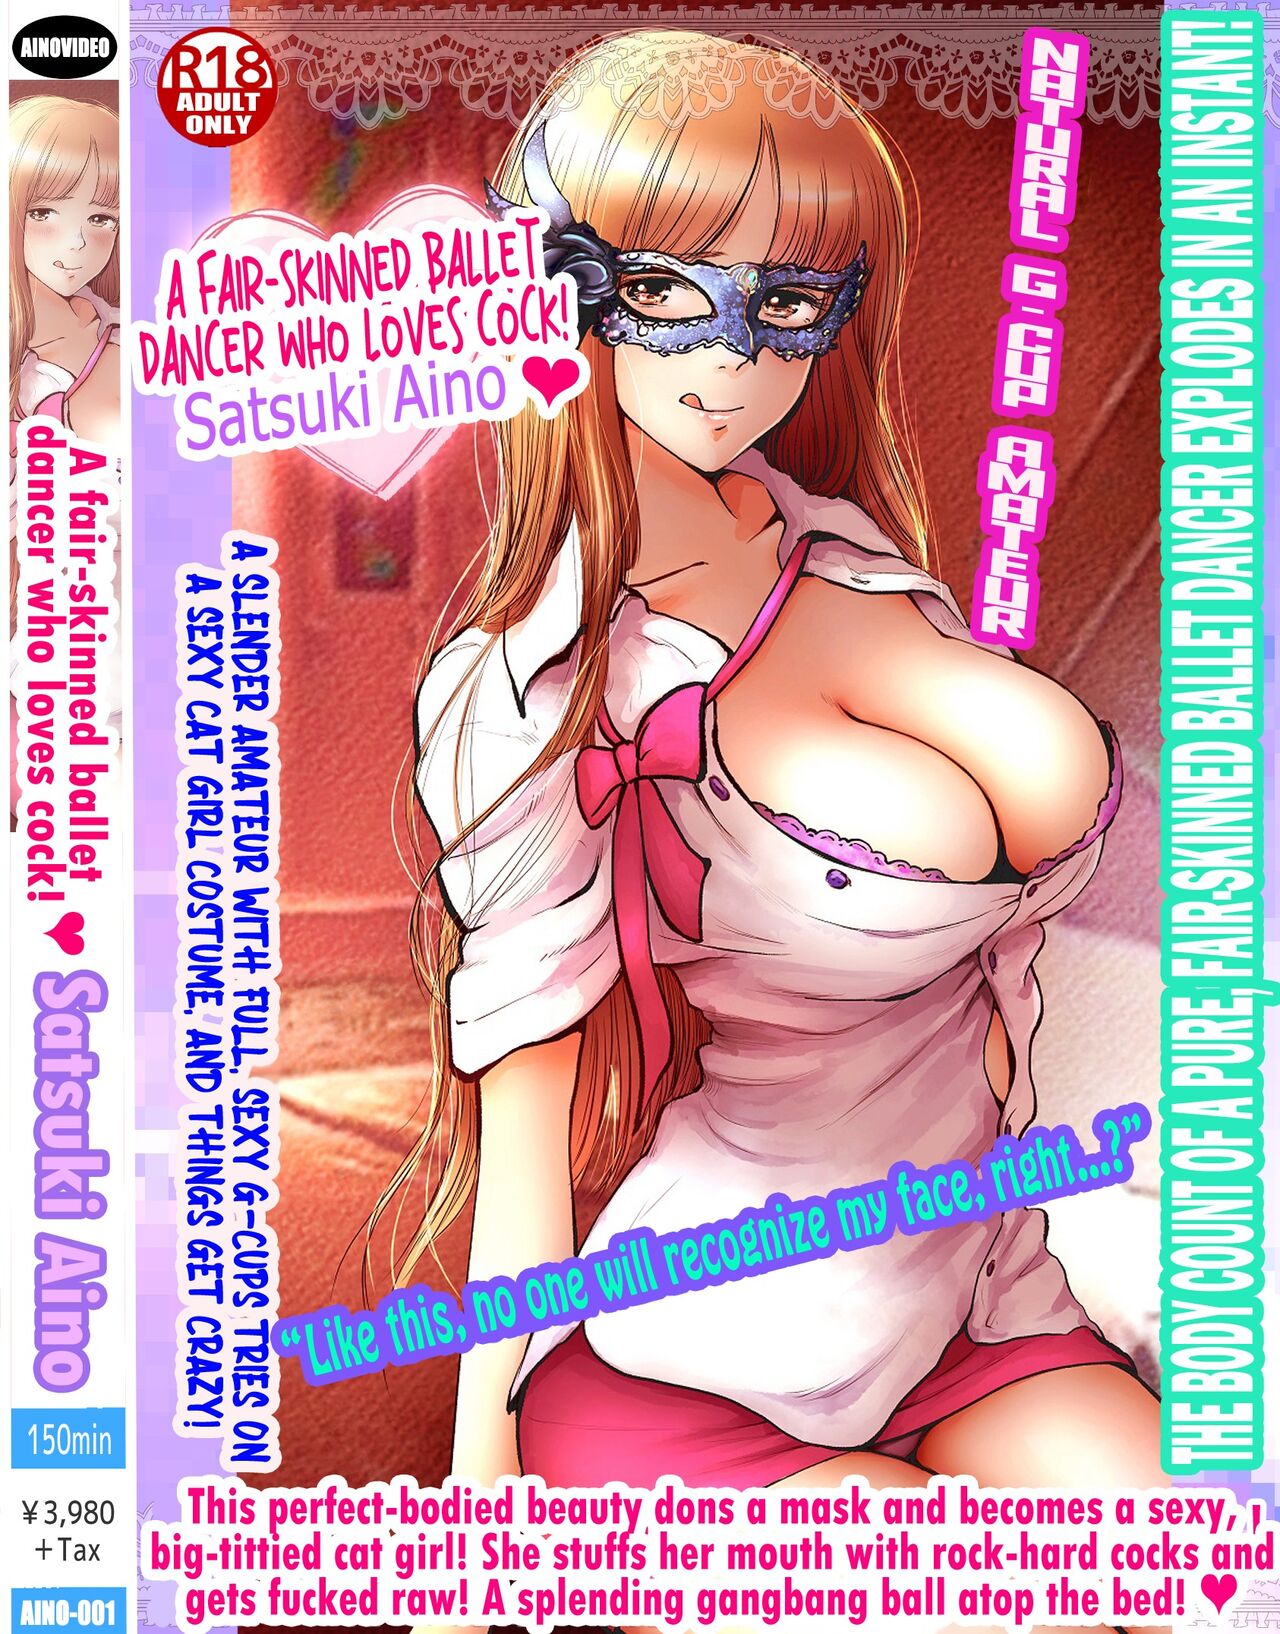 AINOVIDEO
A fair-skinned ballet
dancer who loves cock! ♥
Satsuki Aino
150min
¥3,980
+Tax
AINO-001
R18
ADULT
ONLY
A FAIR-SKINNED BALLET
DANCER WHO LOVES COCK!
Satsuki Aino ♥
NATURAL G-CUP AMATEUR
THE BODY COUNT OF A PURE, FAIR-SKINNED BALLET DANCER EXPLODES IN AN INSTANT!
A SLENDER AMATEUR WITH FULL, SEXY G-CUPS TRIES ON
A SEXY CAT GIRL COSTUME, AND THINGS GET CRAZY!
“Like this, no one will recognize my face, right...?”
This perfect-bodied beauty dons a mask and becomes a sexy,
big-tittied cat girl! She stuffs her mouth with rock-hard cocks and
gets fucked raw! A splending gangbang ball atop the bed! ♥